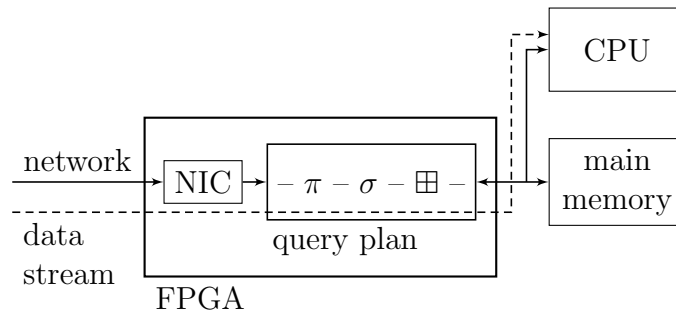 CPU
network
NIC
– π – σ – ⊞ –
main
memory
data
stream
query plan
FPGA